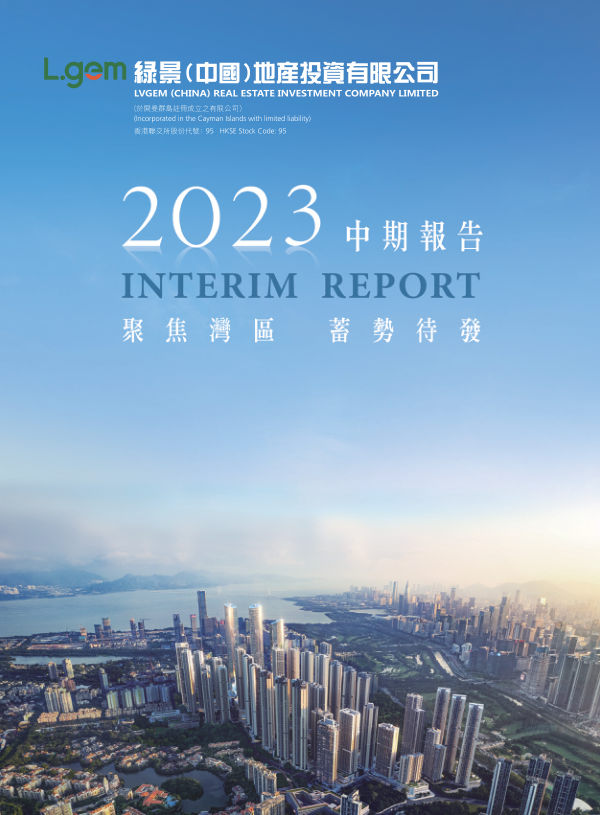 L.gem 綠景(中國)地產投資有限公司
LVGEM (CHINA) REAL ESTATE INVESTMENT COMPANY LIMITED
(於開曼群島註冊成立之有限公司)
(Incorporated in the Cayman Islands with limited liability)
香港聯交所股份代號: 95 HKSE Stock Code: 95
2023 中期報告
INTERIM REPORT
聚焦灣區 蓄勢待發